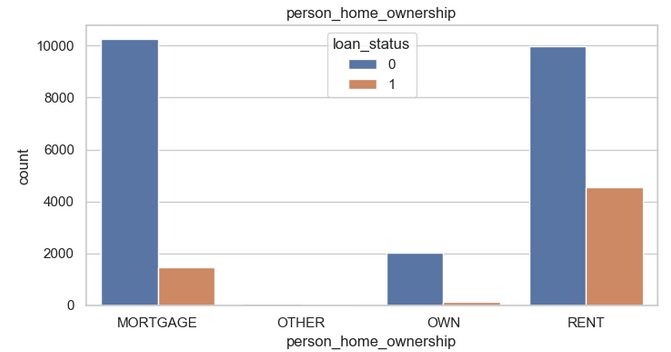 person_home_ownership
loan_status
0
1
10000
8000
6000
4000
2000
0
count
MORTGAGE OTHER OWN RENT
person_home_ownership